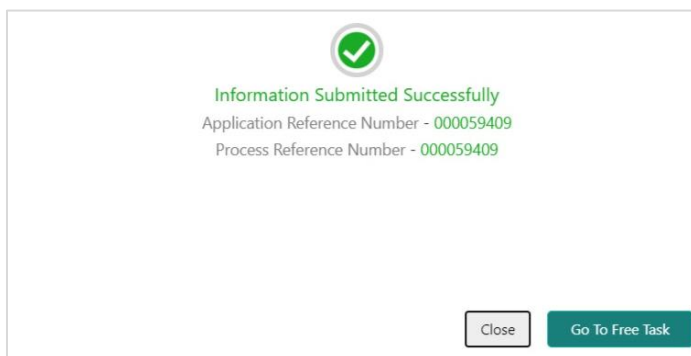 Information Submitted Successfully
Application Reference Number - 000059409
Process Reference Number - 000059409
Close
Go To Free Task